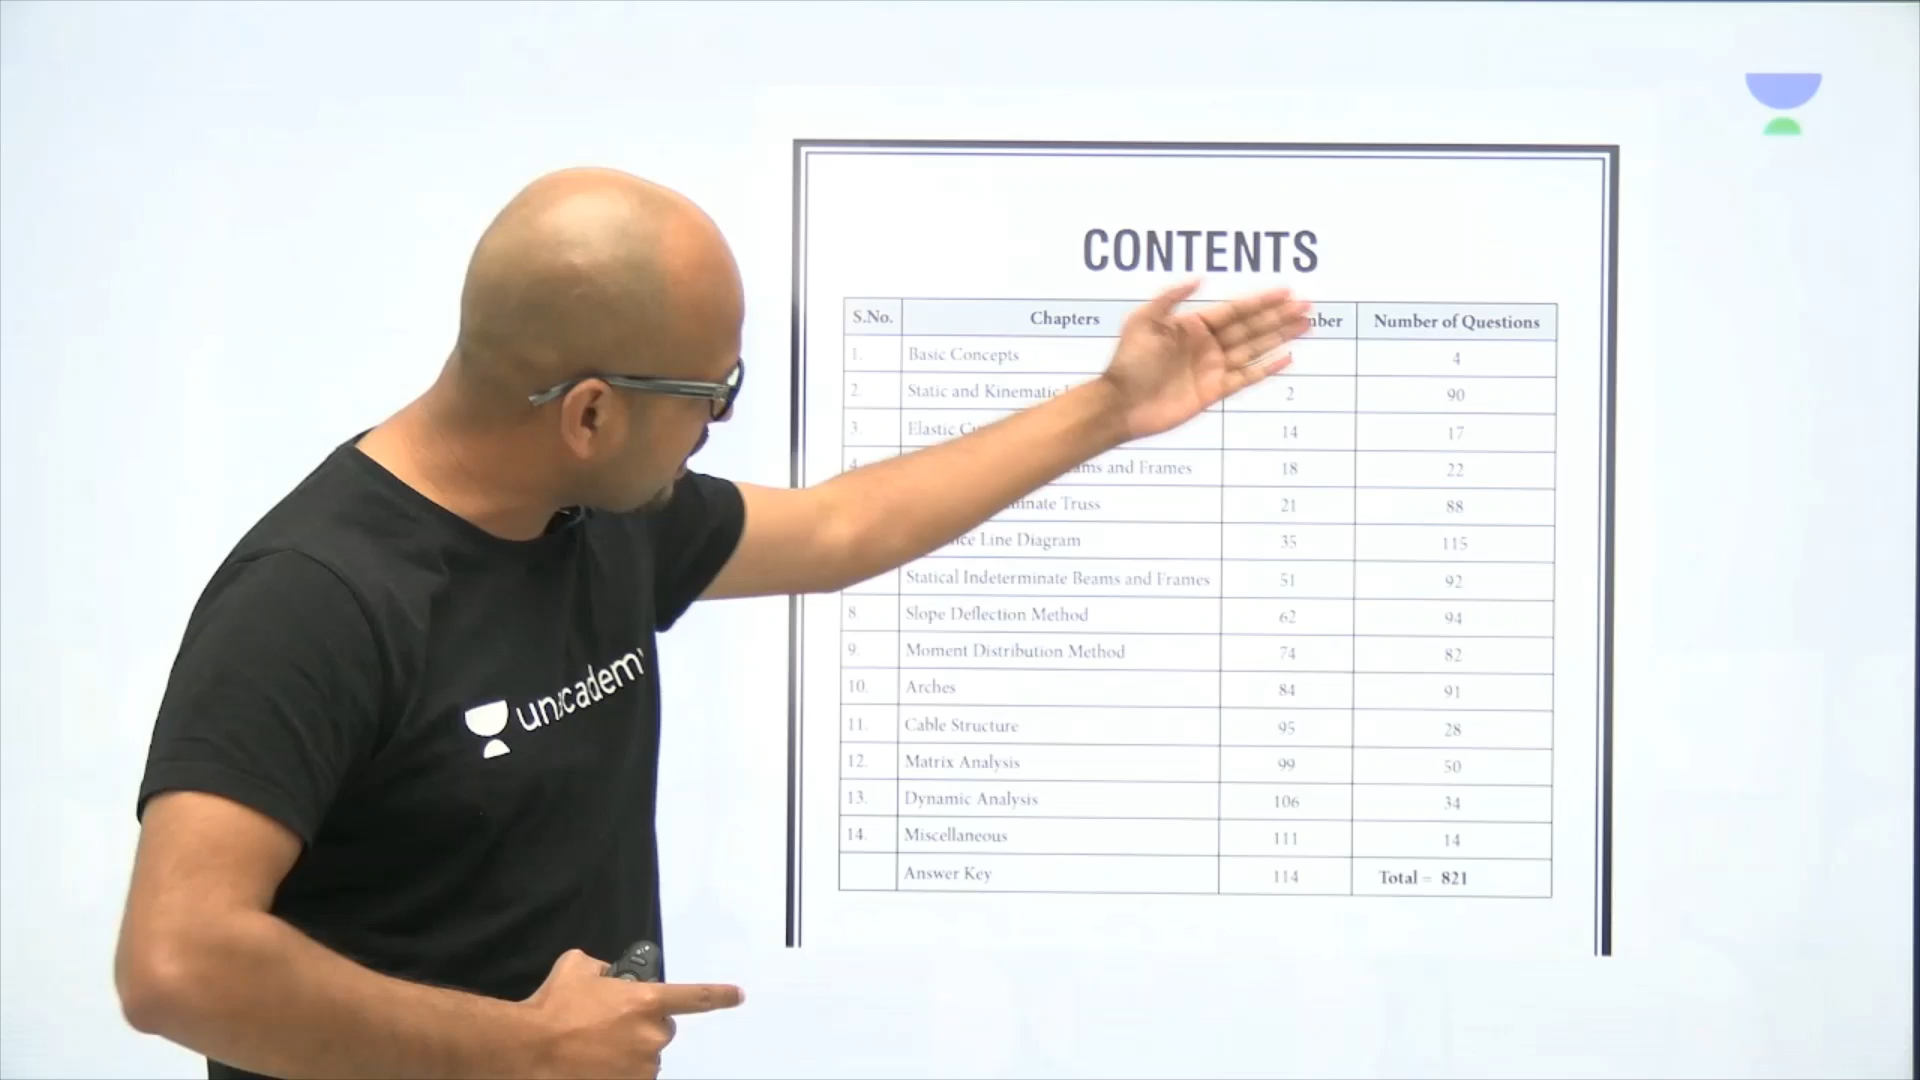 CONTENTS
S.No. Chapters Number of Questions
1. Basic Concepts 4
2. Static and Kinematic 2 90
3. Elastic 14 17
4. and Frames 18 22
Truss 21 88
Line Diagram 35 115
Statical Indeterminate Beams and Frames 51 92
8. Slope Deflection Method 62 94
9. Moment Distribution Method 74 82
10. Arches 84 91
11. Cable Structure 95 28
12. Matrix Analysis 99 50
13. Dynamic Analysis 106 34
14. Miscellaneous 111 14
Answer Key 114 Total = 821
unacademy